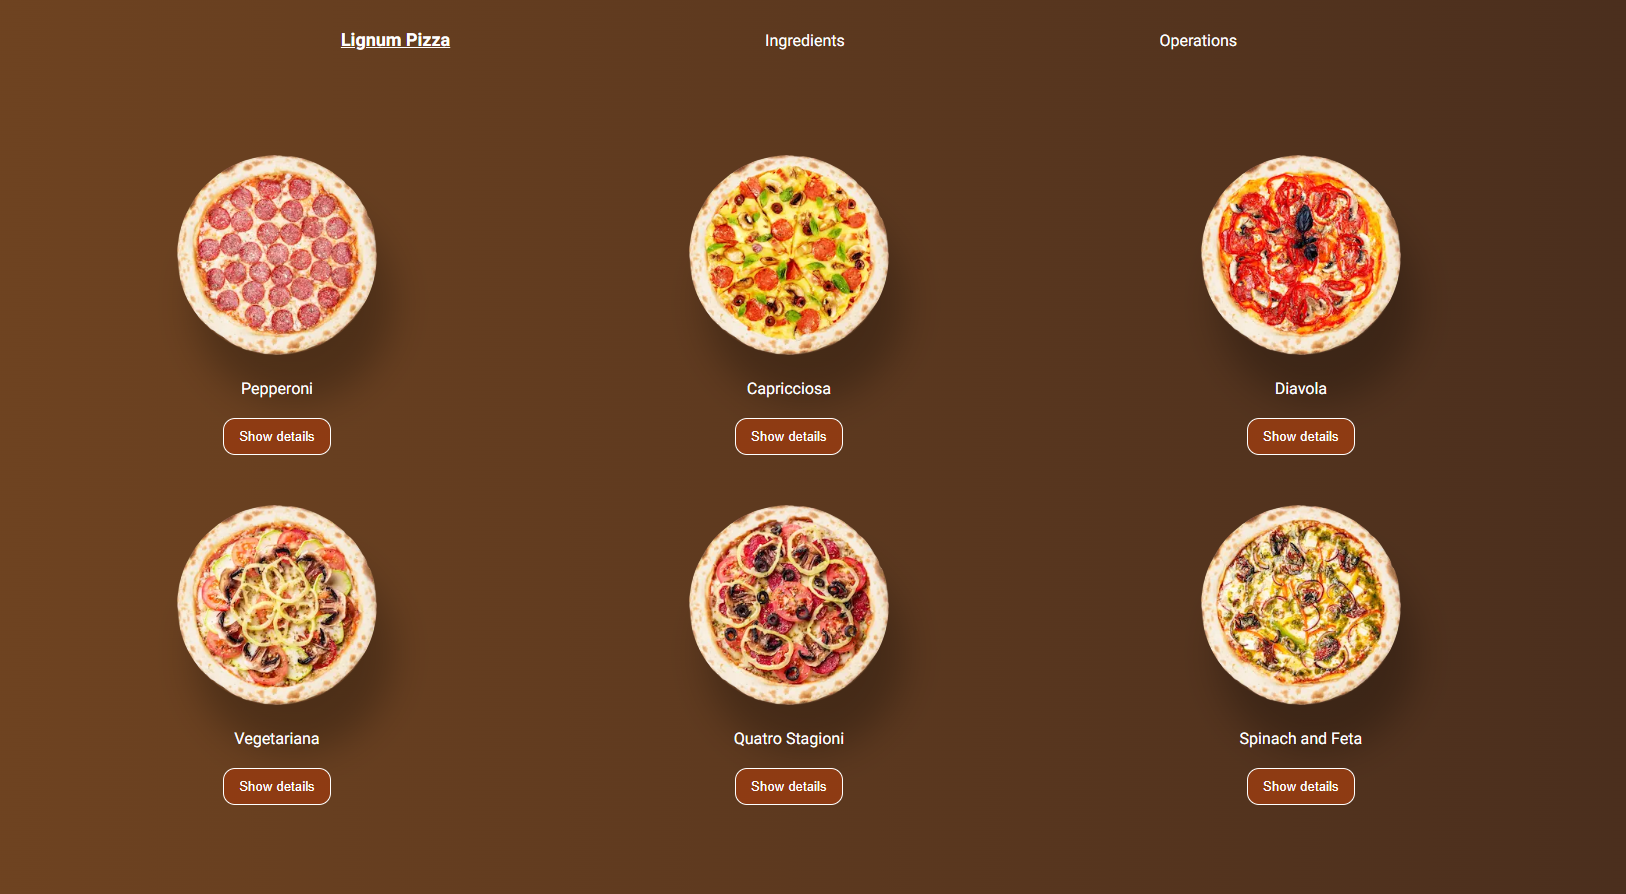 Lignum Pizza Ingredients Operations
Pepperoni Capricciosa Diavola
Show details Show details Show details
Vegetariana Quatro Stagioni Spinach and Feta
Show details Show details Show details